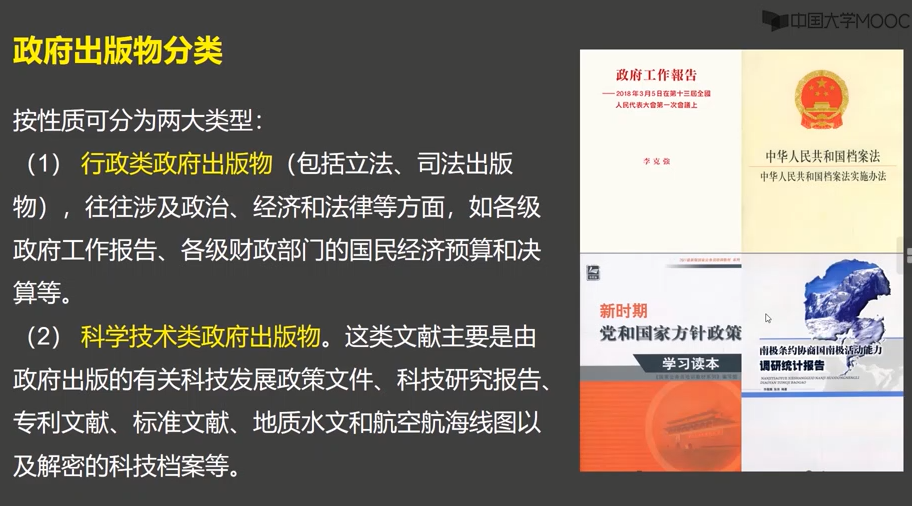 中国大学MOOC
政府出版物分类
按性质可分为两大类型：
（1） 行政类政府出版物（包括立法、司法出版
物），往往涉及政治、经济和法律等方面，如各级
政府工作报告、各级财政部门的国民经济预算和决
算等。
（2） 科学技术类政府出版物。这类文献主要是由
政府出版的有关科技发展政策文件、科技研究报告、
专利文献、标准文献、地质水文和航空航海线图以
及解密的科技档案等。
政府工作報告
——2018年3月5日在第十三屆全國
人民代表大會第一次會議上
李克强
中华人民共和国档案法
中华人民共和国档案法实施办法
新时期
党和国家方针政策
学习读本
南极条约协商国南极活动能力
调研统计报告